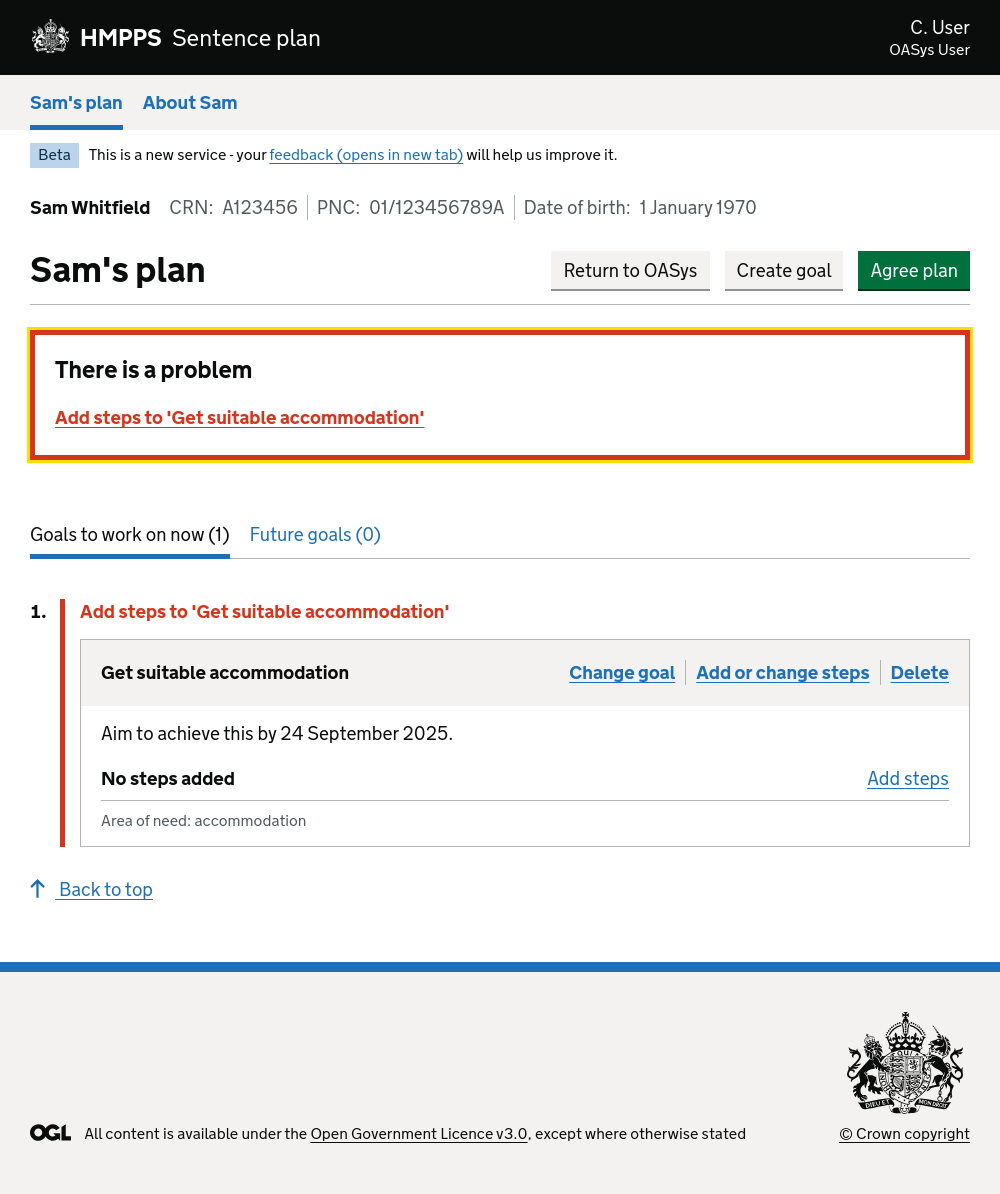 HMPPS Sentence plan
C. User
OASys User
Sam's plan About Sam
Beta This is a new service - your feedback (opens in new tab) will help us improve it.
Sam Whitfield CRN: A123456 PNC: 01/123456789A Date of birth: 1 January 1970
Sam's plan Return to OASys Create goal Agree plan
There is a problem
Add steps to 'Get suitable accommodation'
Goals to work on now (1) Future goals (0)
1. Add steps to 'Get suitable accommodation'
Get suitable accommodation Change goal Add or change steps Delete
Aim to achieve this by 24 September 2025.
No steps added Add steps
Area of need: accommodation
Back to top
DIEU ET MON DROIT
OGL All content is available under the Open Government Licence v3.0, except where otherwise stated © Crown copyright